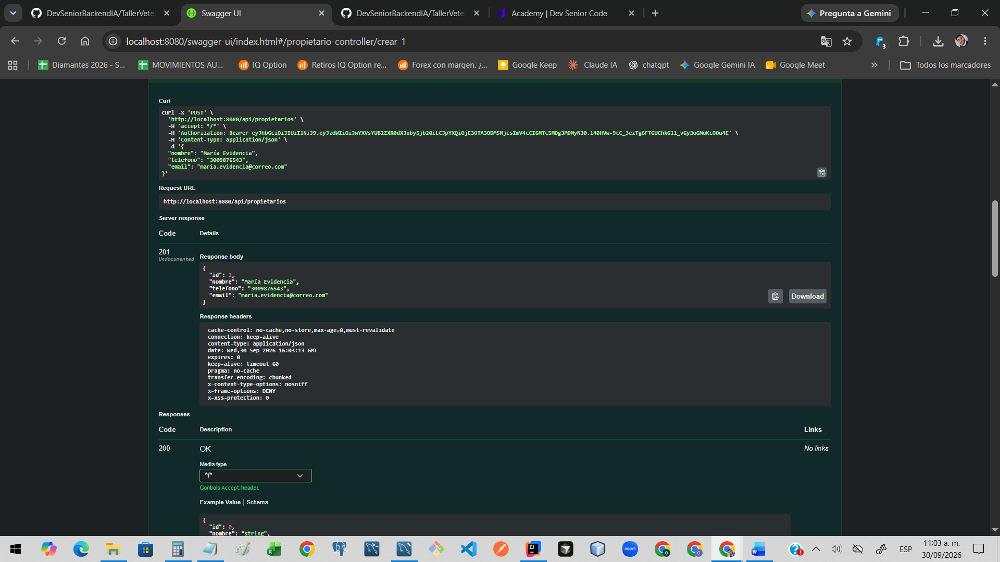 DevSeniorBackendIA/TallerVeter
Swagger UI
DevSeniorBackendIA/TallerVete
Academy | Dev Senior Code
Pregunta a Gemini
localhost:8080/swagger-ui/index.html#/propietario-controller/crear_1
3
Diamantes 2026 - S...
MOVIMIENTOS AU...
IQ Option
Retiros IQ Option re...
Forex con margen. ¿...
Google Keep
Claude IA
chatgpt
Google Gemini IA
Google Meet
Todos los marcadores
Curl
curl -X 'POST' \
'http://localhost:8080/api/propietarios' \
-H 'accept: */*' \
-H 'Authorization: Bearer eyJhbGciOiJIUzI1NiJ9.eyJzdWIiOiJwYXVsYUB2ZXR0dXJuby5jb20iLCJpYXQiOjE3OTA3ODM5MjcsImV4cCI6MTc5MDg3MDMyN30.140HVw-9cC_3ezTg6FTGUChkG11_vGy3oGMoKcO0u4E' \
-H 'Content-Type: application/json' \
-d '{
"nombre": "María Evidencia",
"telefono": "3009876543",
"email": "maria.evidencia@correo.com"
}'
Request URL
http://localhost:8080/api/propietarios
Server response
Code Details
201
Undocumented
Response body
{
"id": 2,
"nombre": "María Evidencia",
"telefono": "3009876543",
"email": "maria.evidencia@correo.com"
}
Download
Response headers
cache-control: no-cache,no-store,max-age=0,must-revalidate
connection: keep-alive
content-type: application/json
date: Wed,30 Sep 2026 16:03:13 GMT
expires: 0
keep-alive: timeout=60
pragma: no-cache
transfer-encoding: chunked
x-content-type-options: nosniff
x-frame-options: DENY
x-xss-protection: 0
Responses
Code Description Links
200 OK No links
Media type
*/*
Controls Accept header.
Example Value | Schema
{
"id": 0,
"nombre": "string",
zoom
ESP
11:03 a. m.
30/09/2026